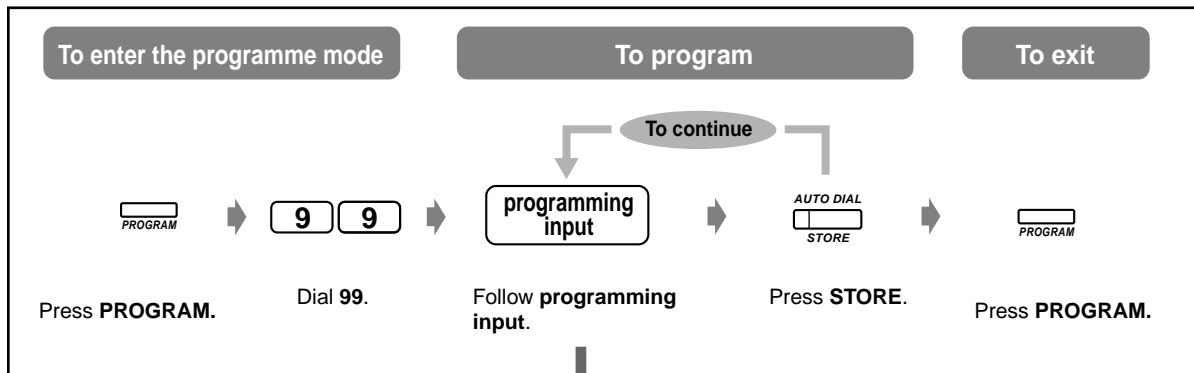 To enter the programme mode
To program
To exit
To continue
PROGRAM
9 9
programming
input
AUTO DIAL
STORE
PROGRAM
Press PROGRAM.
Dial 99.
Follow programming
input.
Press STORE.
Press PROGRAM.